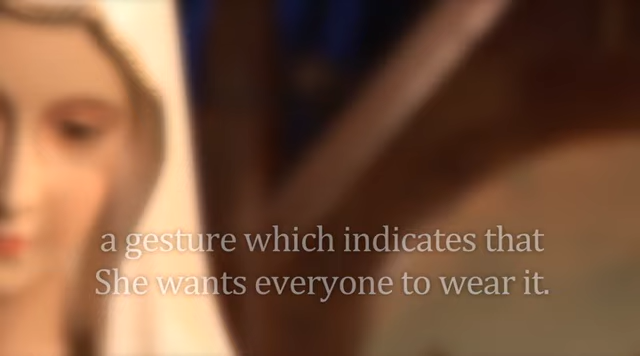 a gesture which indicates that
She wants everyone to wear it.